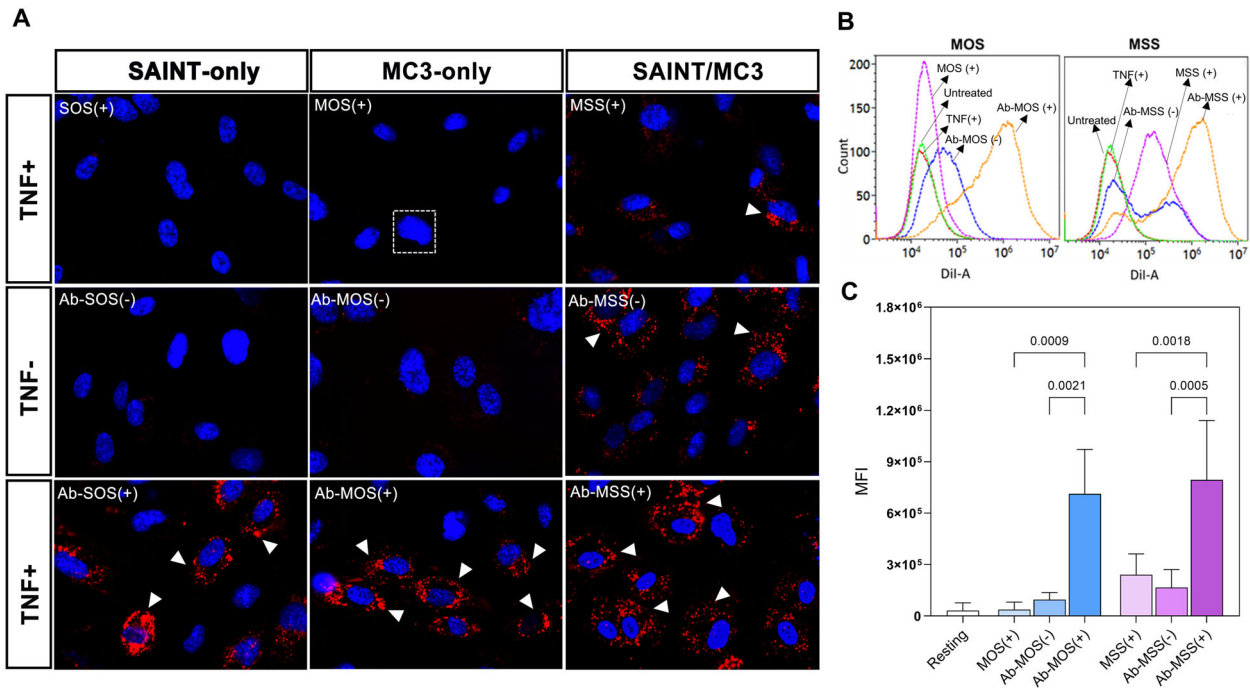 A
SAINT-only
MC3-only
SAINT/MC3
TNF+
SOS(+)
MOS(+)
MSS(+)
TNF-
Ab-SOS(-)
Ab-MOS(-)
Ab-MSS(-)
TNF+
Ab-SOS(+)
Ab-MOS(+)
Ab-MSS(+)
B
MOS
200
150
100
50
0
Count
MOS (+)
Untreated
TNF(+)
Ab-MOS (-)
Ab-MOS (+)
10⁴
10⁵
10⁶
10⁷
DiI-A
MSS
TNF(+)
MSS (+)
Untreated
Ab-MSS (-)
Ab-MSS (+)
10⁴
10⁵
10⁶
10⁷
DiI-A
C
1.8×10⁶
1.5×10⁶
1.2×10⁶
9×10⁵
6×10⁵
3×10⁵
0
MFI
0.0009
0.0021
0.0018
0.0005
Resting
MOS(+)
Ab-MOS(-)
Ab-MOS(+)
MSS(+)
Ab-MSS(-)
Ab-MSS(+)